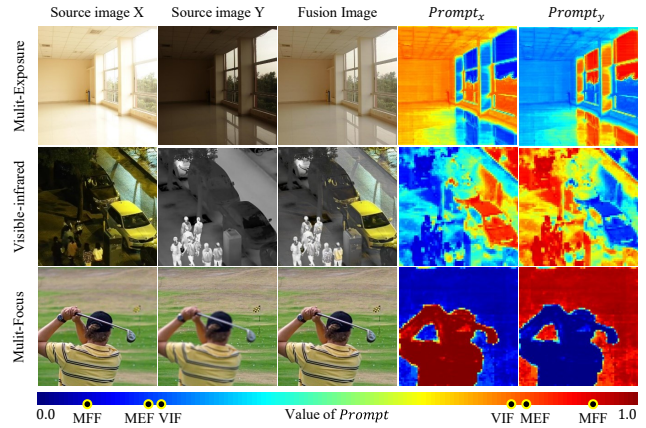 Source image X Source image Y Fusion Image Prompt_x Prompt_y
Mulit-Exposure
Visible-infrared
Mulit-Focus
0.0 Value of Prompt 1.0
MFF MEF VIF VIF MEF MFF